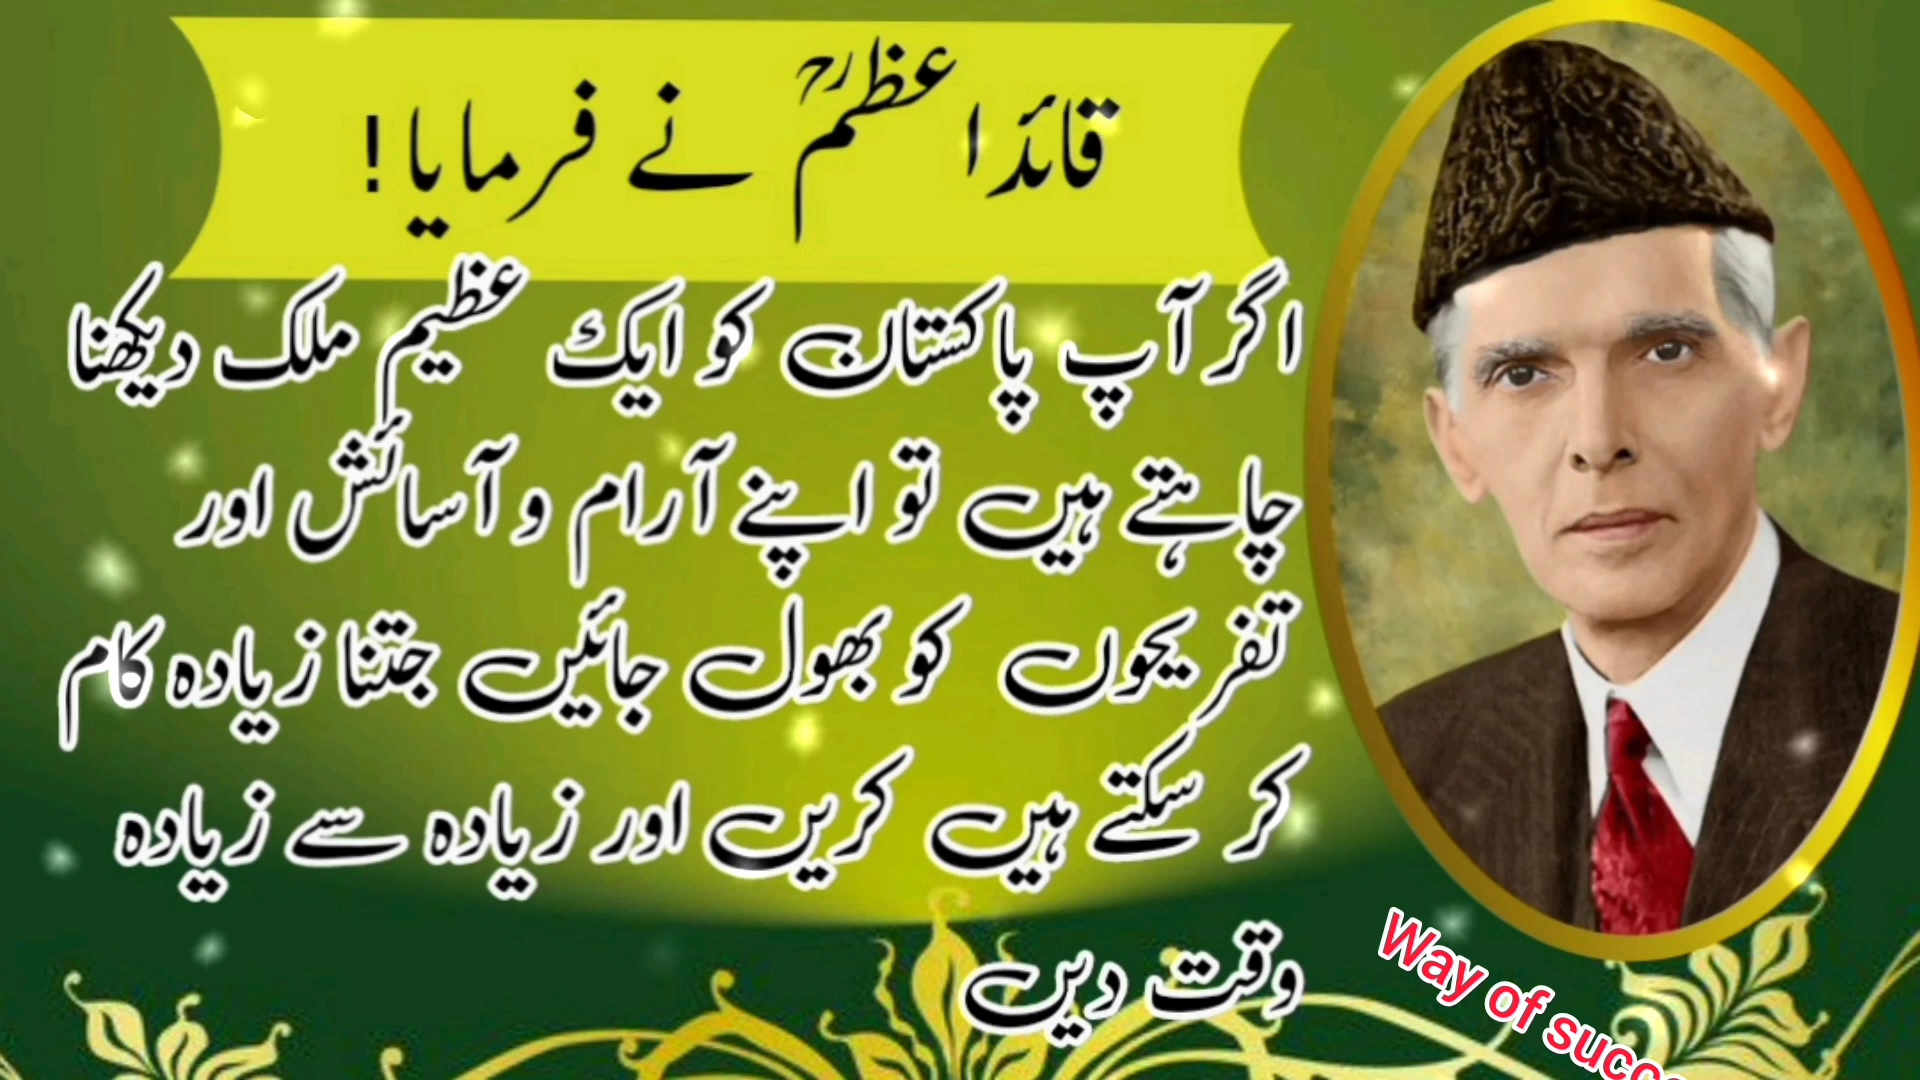 قائداعظمؒ نے فرمایا!
اگر آپ پاکستان کو ایک عظیم ملک دیکھنا
چاہتے ہیں تو اپنے آرام و آسائش اور
تفریحوں کو بھول جائیں جتنا زیادہ کام
کر سکتے ہیں کریں اور زیادہ سے زیادہ
وقت دیں
Way of succe